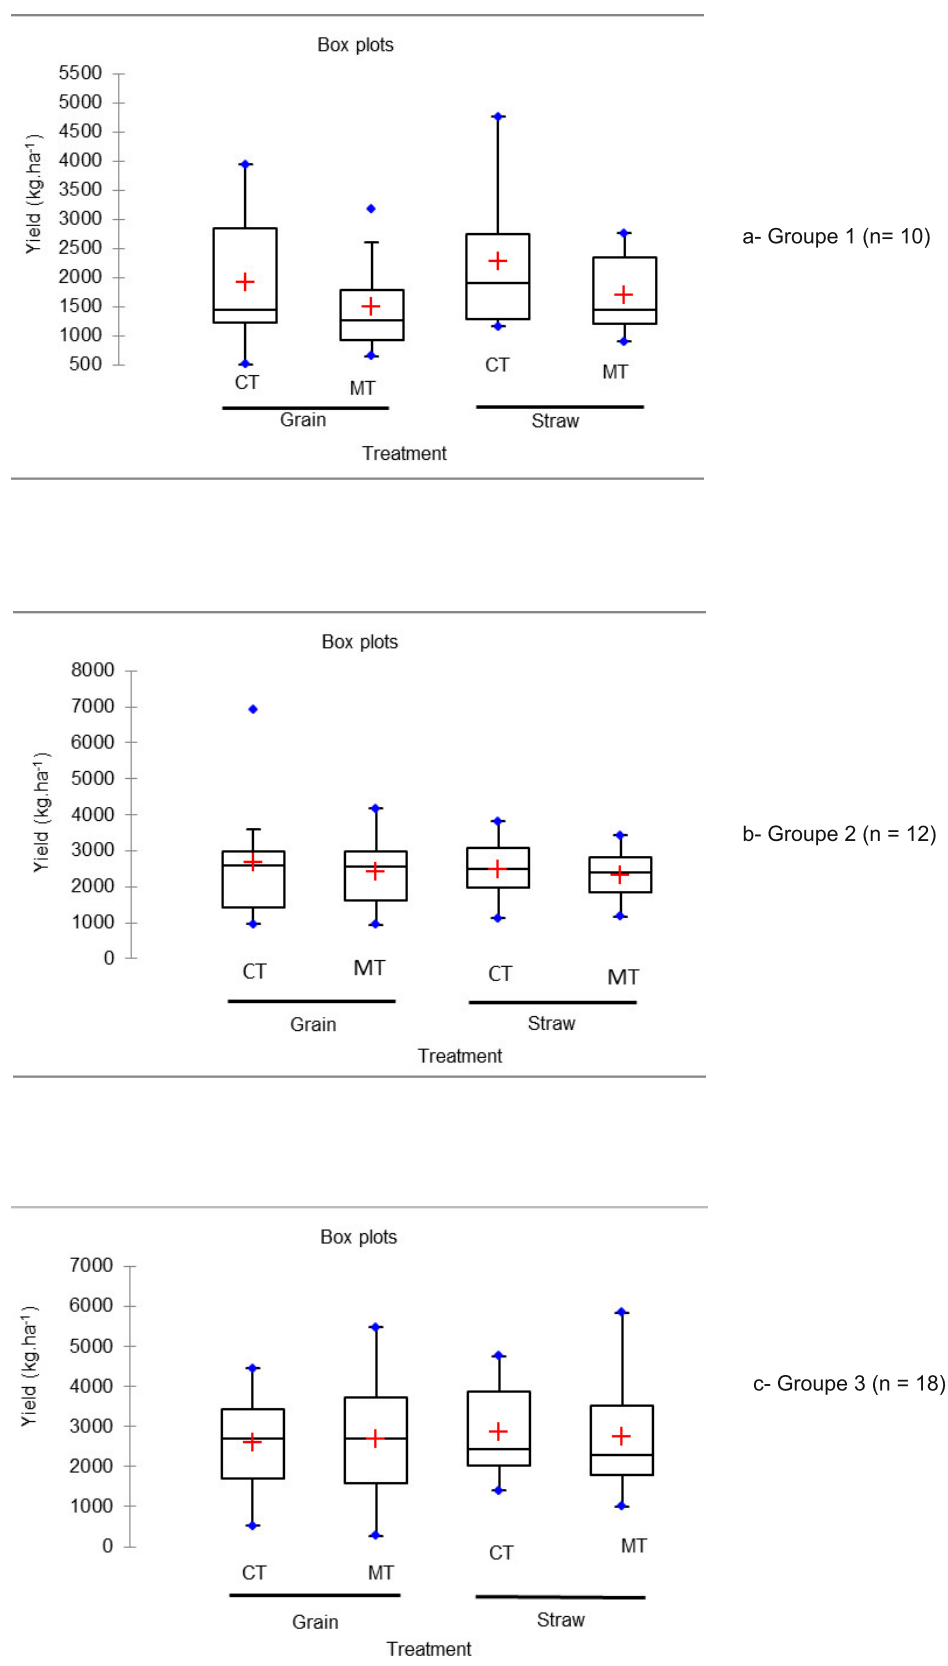 Box plots
5500
5000
4500
4000
3500
3000
2500
2000
1500
1000
500
Yield (kg.ha-1)
CT
MT
CT
MT
Grain
Straw
Treatment
a- Groupe 1 (n= 10)
Box plots
8000
7000
6000
5000
4000
3000
2000
1000
0
Yield (kg.ha-1)
CT
MT
CT
MT
Grain
Straw
Treatment
b- Groupe 2 (n = 12)
Box plots
7000
6000
5000
4000
3000
2000
1000
0
Yield (kg.ha-1)
CT
MT
CT
MT
Grain
Straw
Treatment
c- Groupe 3 (n = 18)